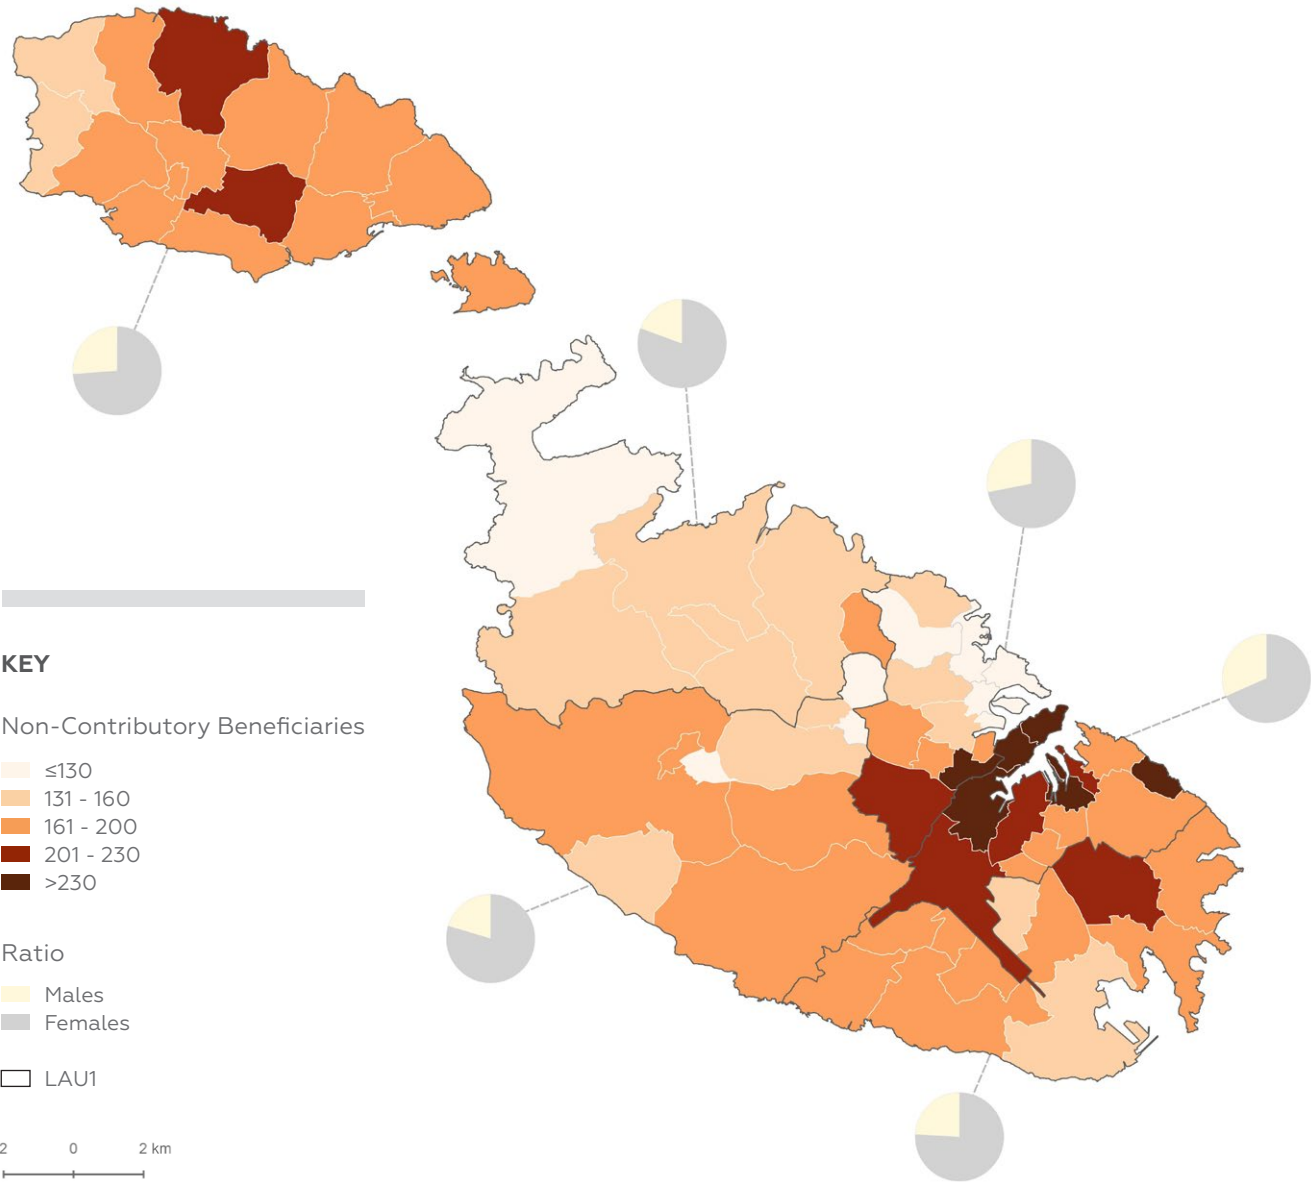 KEY
Non-Contributory Beneficiaries
≤130
131 - 160
161 - 200
201 - 230
>230
Ratio
Males
Females
LAU1
2 0 2 km